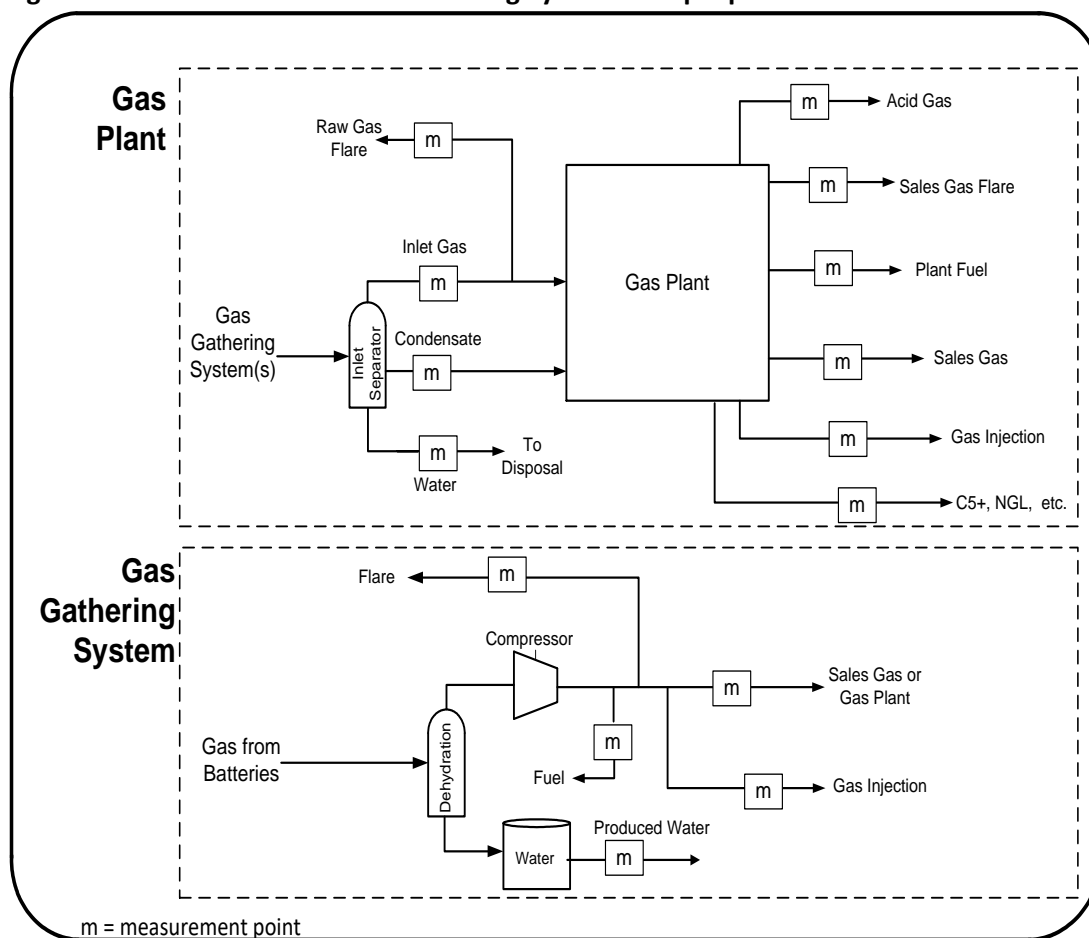 Gas
Plant
Acid Gas
m
Raw Gas
Flare
m
m
Sales Gas Flare
Inlet Gas
m
Gas Plant
m
Plant Fuel
Gas
Gathering
System(s)
Inlet
Separator
Condensate
m
m
Sales Gas
m
To
Disposal
Water
m
Gas Injection
m
C5+, NGL, etc.
Gas
Gathering
System
Flare
m
Compressor
m
Sales Gas or
Gas Plant
Gas from
Batteries
Dehydration
m
Fuel
m
Gas Injection
Water
Produced Water
m
m = measurement point